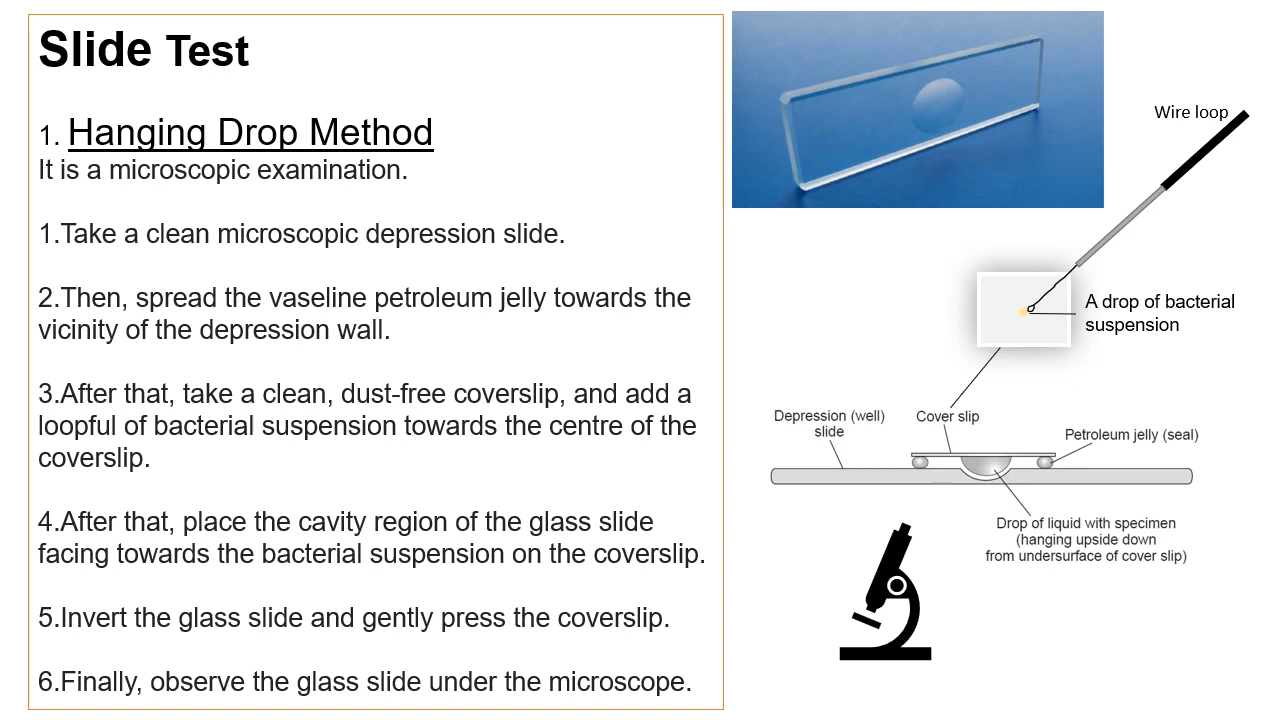 Slide Test
1. Hanging Drop Method
It is a microscopic examination.
1.Take a clean microscopic depression slide.
2.Then, spread the vaseline petroleum jelly towards the
vicinity of the depression wall.
3.After that, take a clean, dust-free coverslip, and add a
loopful of bacterial suspension towards the centre of the
coverslip.
4.After that, place the cavity region of the glass slide
facing towards the bacterial suspension on the coverslip.
5.Invert the glass slide and gently press the coverslip.
6.Finally, observe the glass slide under the microscope.
Wire loop
A drop of bacterial
suspension
Depression (well)
slide
Cover slip
Petroleum jelly (seal)
Drop of liquid with specimen
(hanging upside down
from undersurface of cover slip)